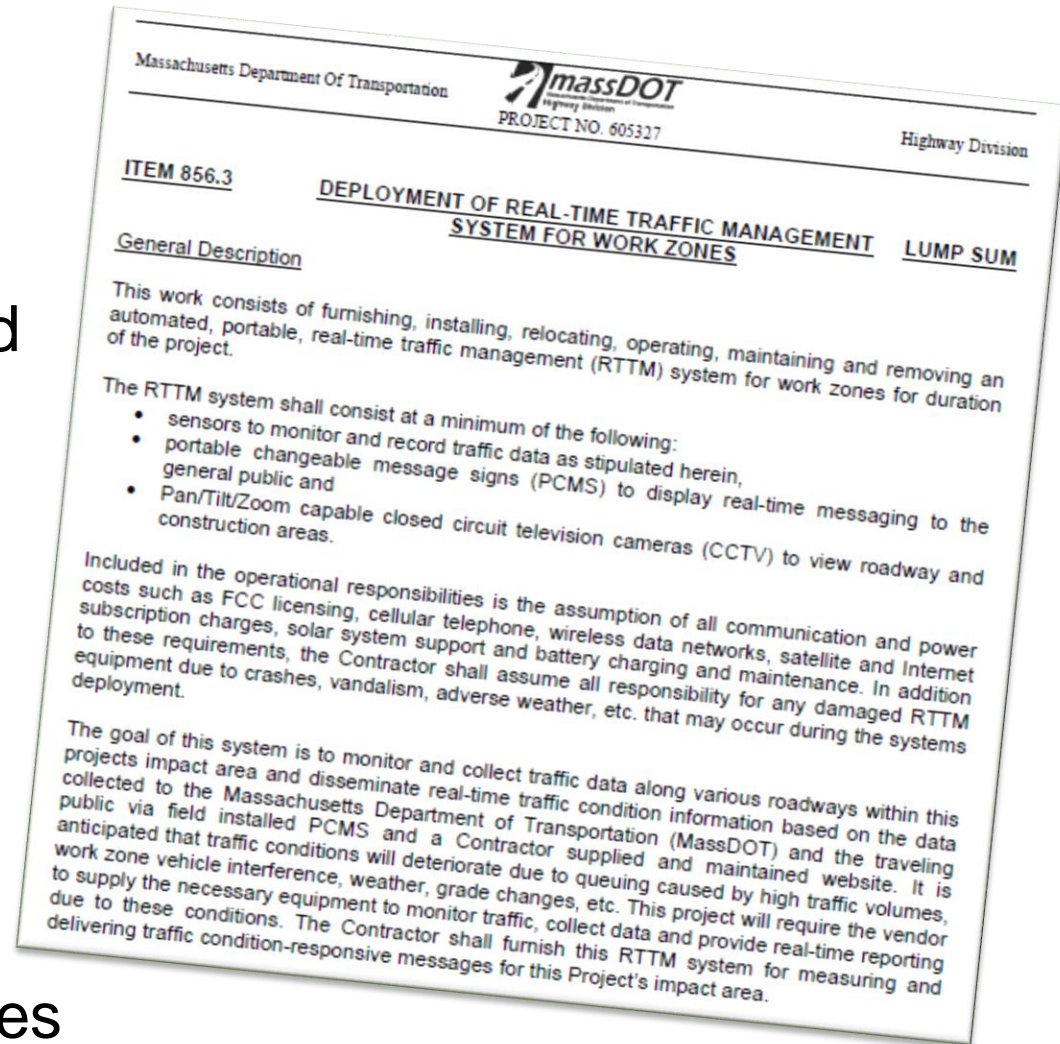 Massachusetts Department Of Transportation
massDOT
Massachusetts Department of Transportation
Highway Division
PROJECT NO. 605327
Highway Division
ITEM 856.3
DEPLOYMENT OF REAL-TIME TRAFFIC MANAGEMENT
SYSTEM FOR WORK ZONES
LUMP SUM
General Description
This work consists of furnishing, installing, relocating, operating, maintaining and removing an
automated, portable, real-time traffic management (RTTM) system for work zones for duration
of the project.
The RTTM system shall consist at a minimum of the following:
• sensors to monitor and record traffic data as stipulated herein,
• portable changeable message signs (PCMS) to display real-time messaging to the
general public and
• Pan/Tilt/Zoom capable closed circuit television cameras (CCTV) to view roadway and
construction areas.
Included in the operational responsibilities is the assumption of all communication and power
costs such as FCC licensing, cellular telephone, wireless data networks, satellite and Internet
subscription charges, solar system support and battery charging and maintenance. In addition
to these requirements, the Contractor shall assume all responsibility for any damaged RTTM
equipment due to crashes, vandalism, adverse weather, etc. that may occur during the systems
deployment.
The goal of this system is to monitor and collect traffic data along various roadways within this
projects impact area and disseminate real-time traffic condition information based on the data
collected to the Massachusetts Department of Transportation (MassDOT) and the traveling
public via field installed PCMS and a Contractor supplied and maintained website. It is
anticipated that traffic conditions will deteriorate due to queuing caused by high traffic volumes,
work zone vehicle interference, weather, grade changes, etc. This project will require the vendor
to supply the necessary equipment to monitor traffic, collect data and provide real-time reporting
due to these conditions. The Contractor shall furnish this RTTM system for measuring and
delivering traffic condition-responsive messages for this Project's impact area.
d
es